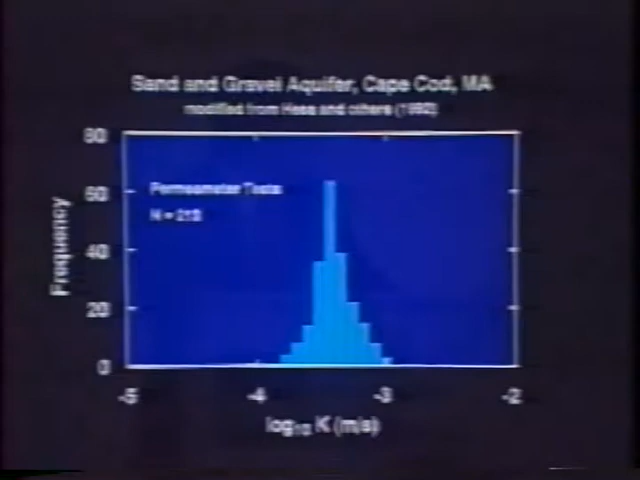 Sand and Gravel Aquifer, Cape Cod, MA
modified from Hess and others (1992)
80
Permeameter Tests
60
N =
Frequency
40
20
0
-5 -4 -3 -2
log₁₀ K (m/s)